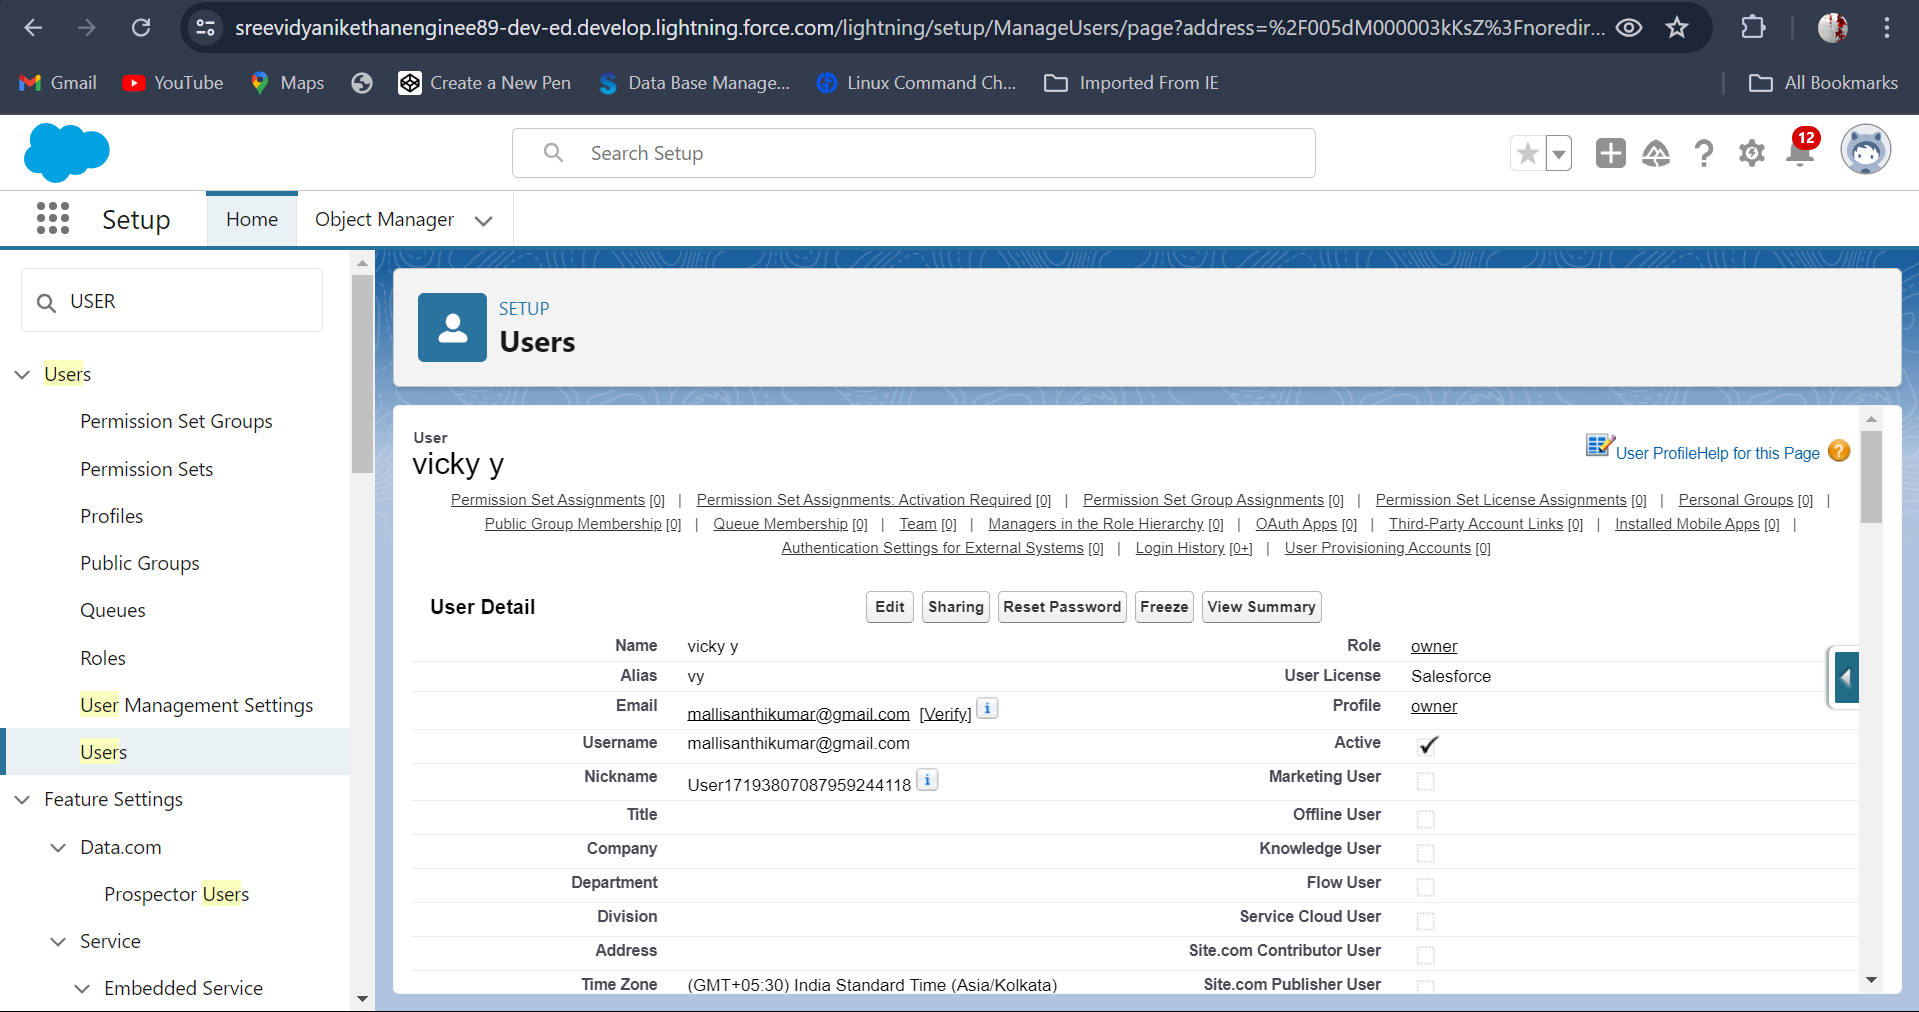 sreevidyanikethanenginee89-dev-ed.develop.lightning.force.com/lightning/setup/ManageUsers/page?address=%2F005dM000003kKsZ%3Fnoredir...
Gmail YouTube Maps Create a New Pen Data Base Manage... Linux Command Ch... Imported From IE All Bookmarks
Search Setup 12
Setup Home Object Manager
USER
Users
Permission Set Groups
Permission Sets
Profiles
Public Groups
Queues
Roles
User Management Settings
Users
Feature Settings
Data.com
Prospector Users
Service
Embedded Service
SETUP
Users
User
vicky y
User ProfileHelp for this Page ?
Permission Set Assignments [0] | Permission Set Assignments: Activation Required [0] | Permission Set Group Assignments [0] | Permission Set License Assignments [0] | Personal Groups [0] |
Public Group Membership [0] | Queue Membership [0] | Team [0] | Managers in the Role Hierarchy [0] | OAuth Apps [0] | Third-Party Account Links [0] | Installed Mobile Apps [0] |
Authentication Settings for External Systems [0] | Login History [0+] | User Provisioning Accounts [0]
User Detail Edit Sharing Reset Password Freeze View Summary
Name vicky y Role owner
Alias vy User License Salesforce
Email mallisanthikumar@gmail.com [Verify] i Profile owner
Username mallisanthikumar@gmail.com Active ✓
Nickname User17193807087959244118 i Marketing User
Title Offline User
Company Knowledge User
Department Flow User
Division Service Cloud User
Address Site.com Contributor User
Time Zone (GMT+05:30) India Standard Time (Asia/Kolkata) Site.com Publisher User